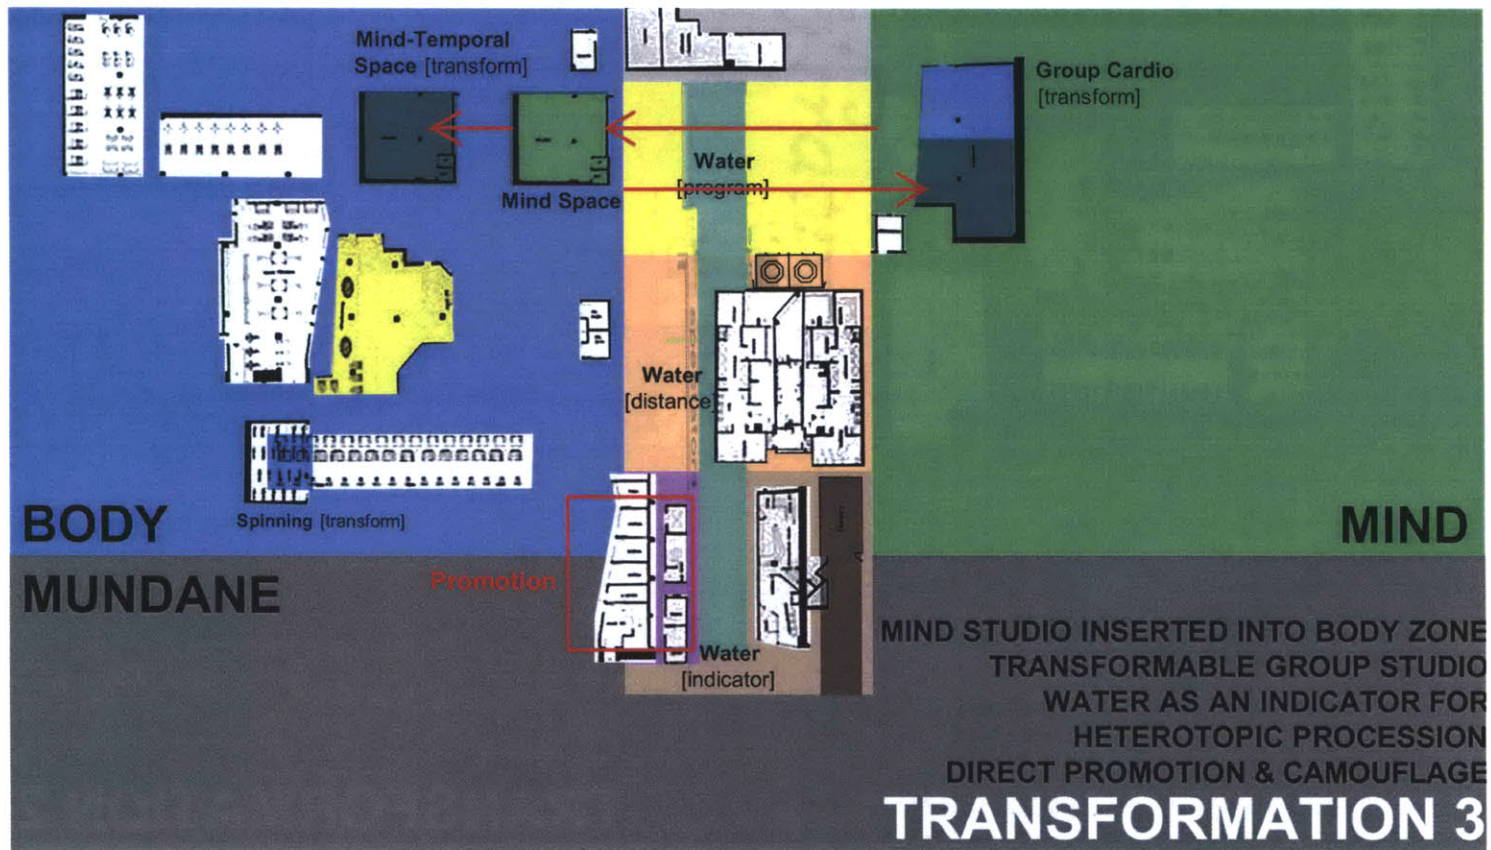 Mind-Temporal
Space [transform]
Group Cardio
[transform]
Water
[program]
Mind Space
Water
[distance]
BODY
Spinning [transform]
MIND
MUNDANE
Promotion
Water
[indicator]
MIND STUDIO INSERTED INTO BODY ZONE
TRANSFORMABLE GROUP STUDIO
WATER AS AN INDICATOR FOR
HETEROTOPIC PROCESSION
DIRECT PROMOTION & CAMOUFLAGE
TRANSFORMATION 3